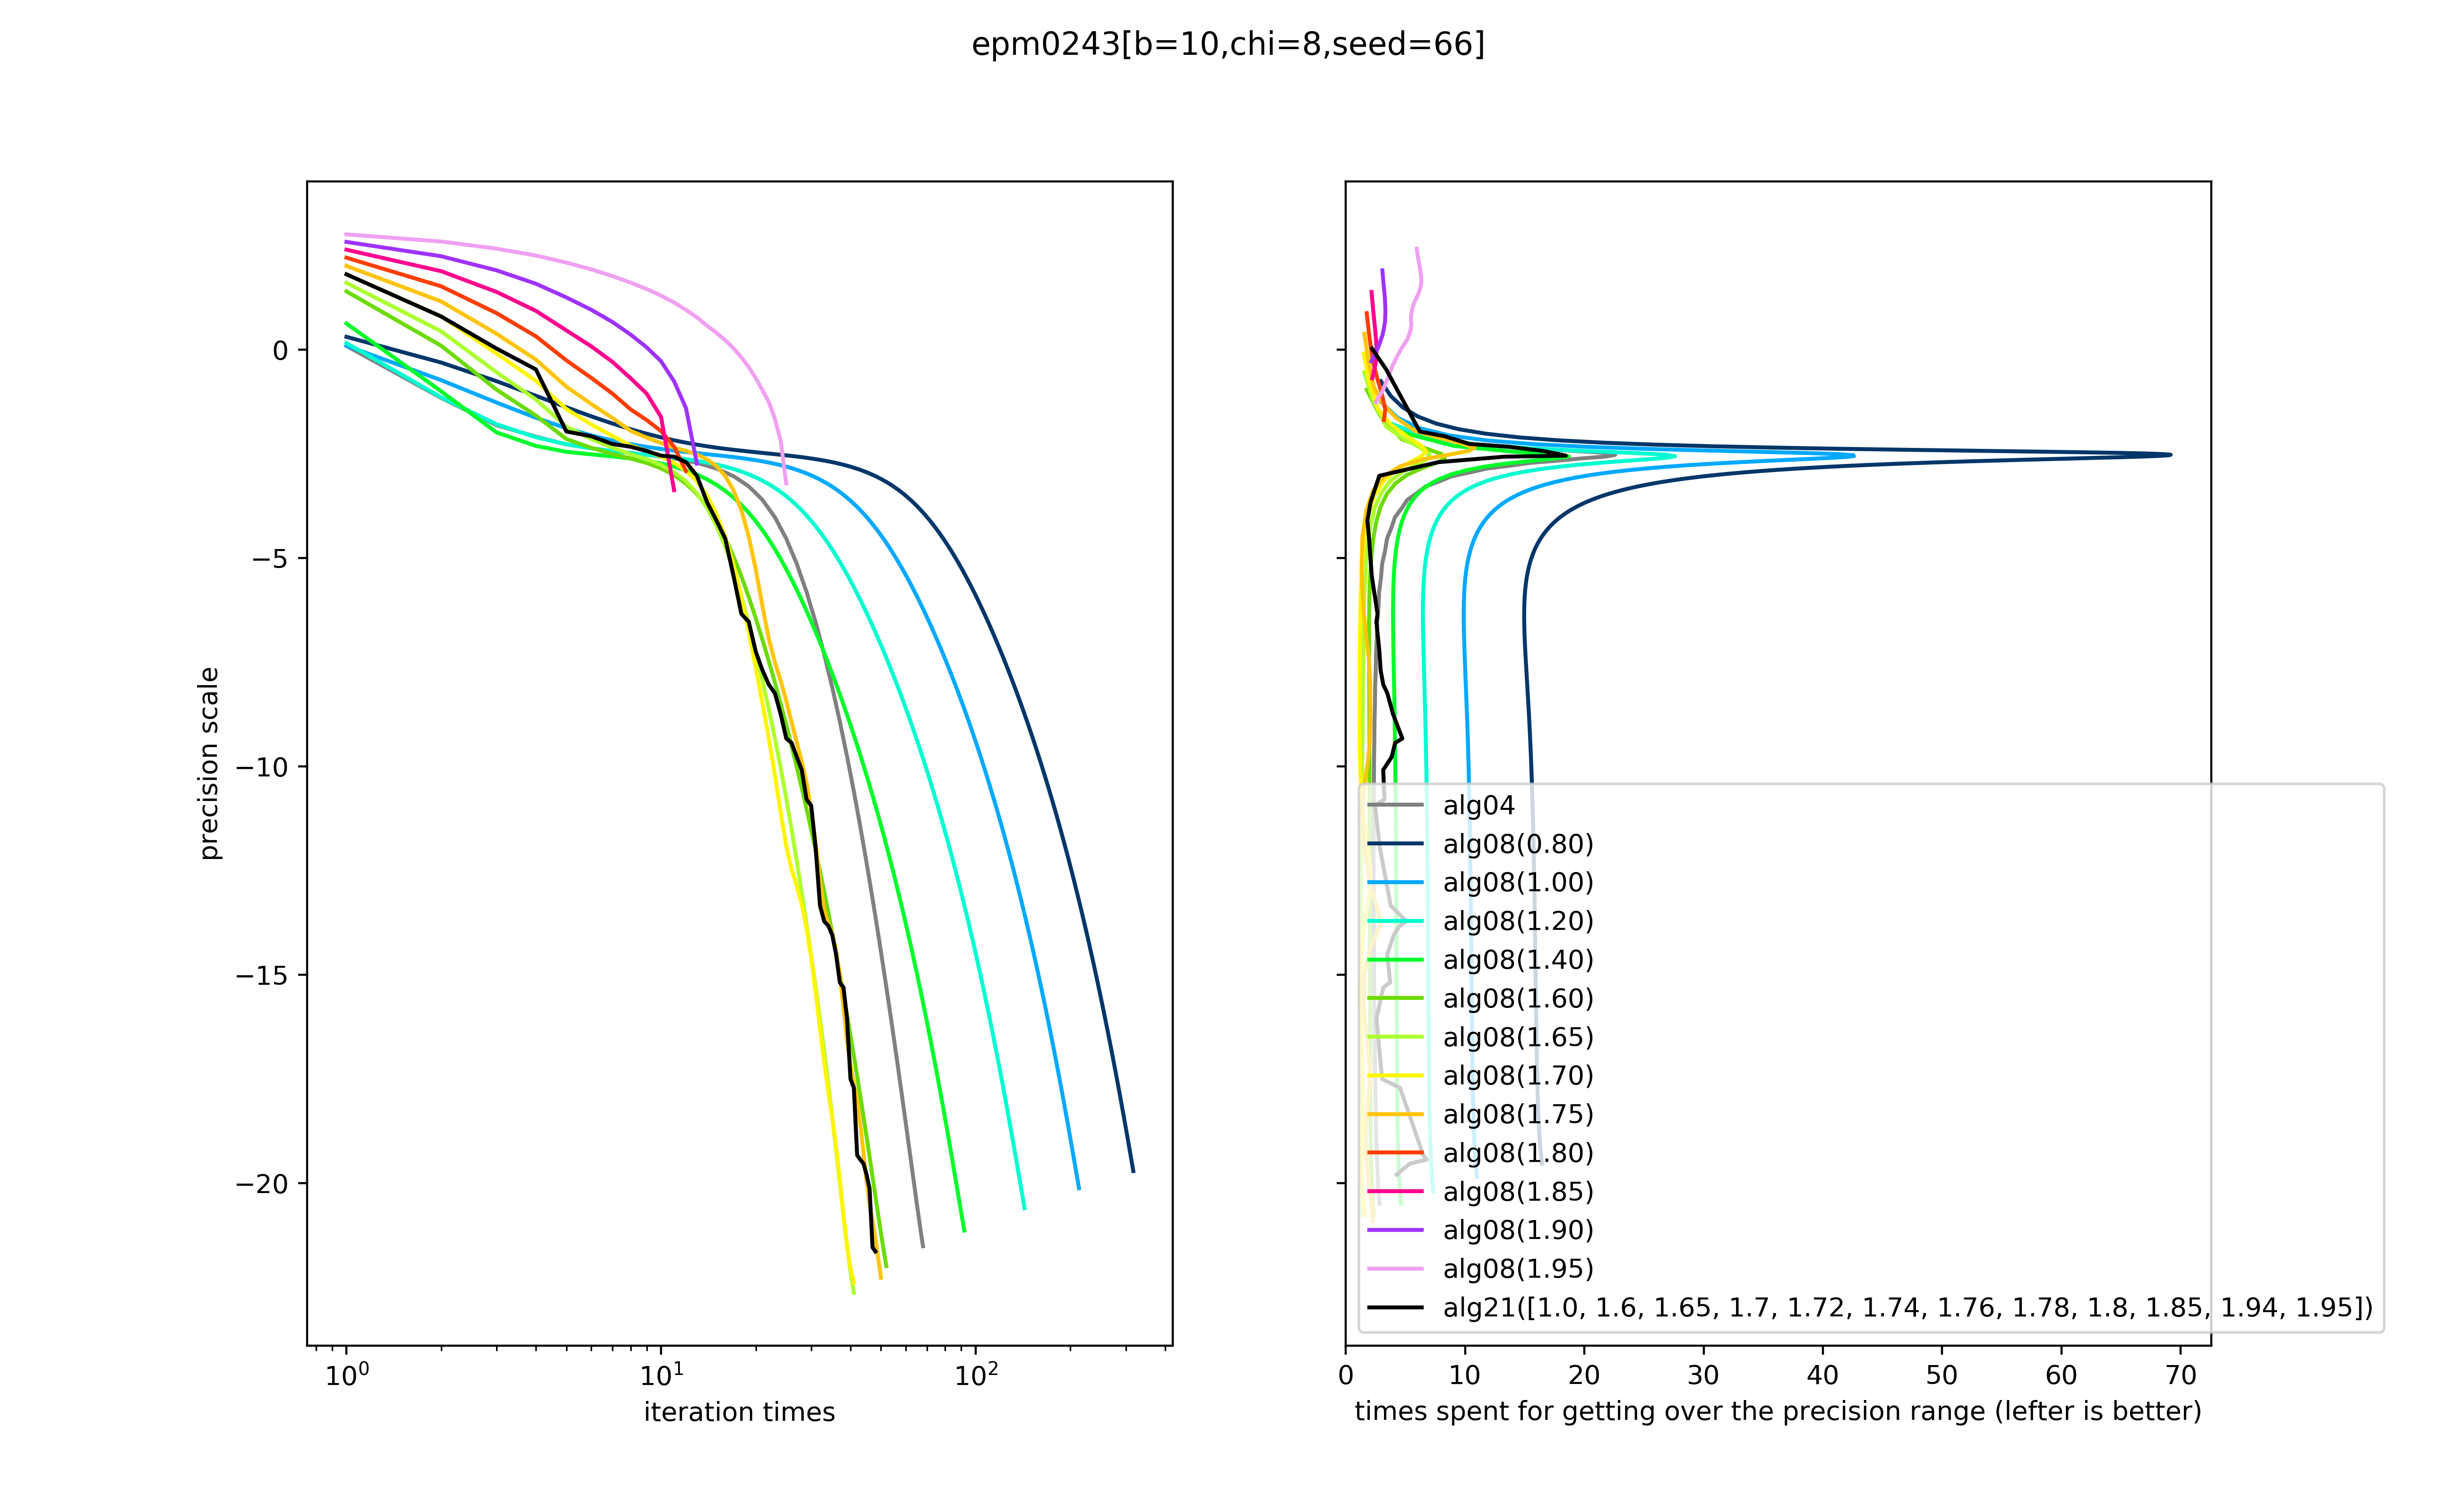 epm0243[b=10,chi=8,seed=66]
precision scale
0
−5
−10
−15
−20
10⁰ 10¹ 10²
iteration times
alg04
alg08(0.80)
alg08(1.00)
alg08(1.20)
alg08(1.40)
alg08(1.60)
alg08(1.65)
alg08(1.70)
alg08(1.75)
alg08(1.80)
alg08(1.85)
alg08(1.90)
alg08(1.95)
alg21([1.0, 1.6, 1.65, 1.7, 1.72, 1.74, 1.76, 1.78, 1.8, 1.85, 1.94, 1.95])
0 10 20 30 40 50 60 70
times spent for getting over the precision range (lefter is better)